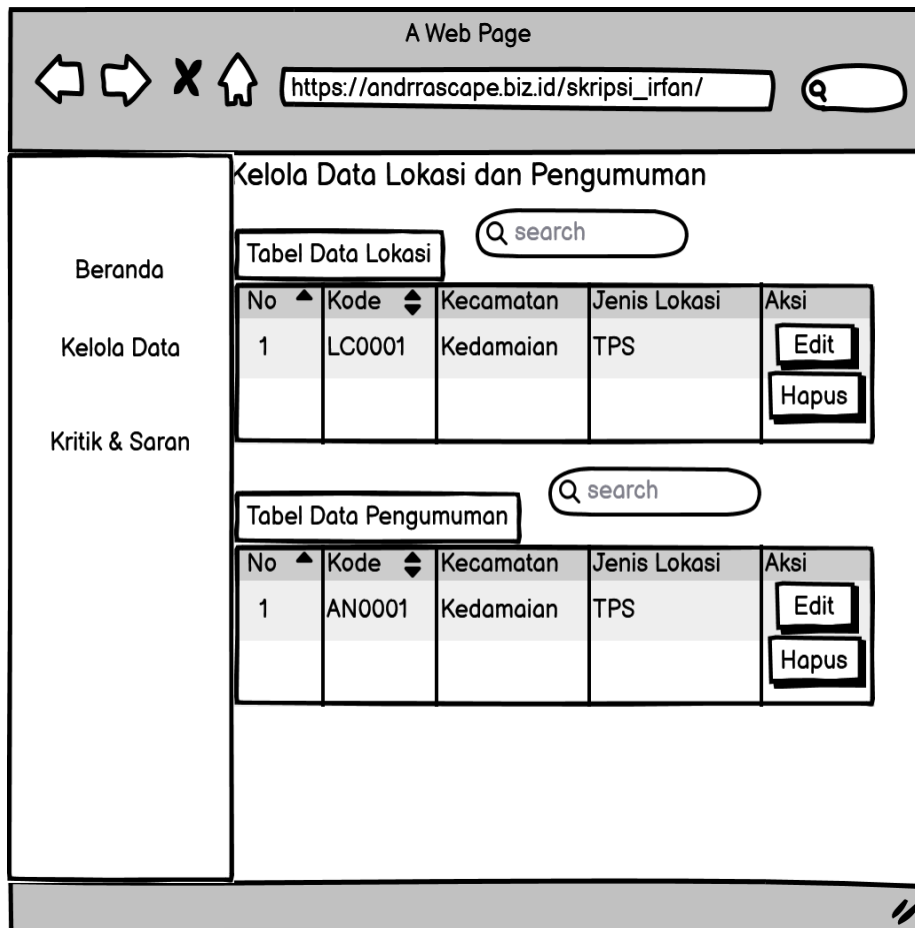 A Web Page
https://andrrascape.biz.id/skripsi_irfan/
Kelola Data Lokasi dan Pengumuman
Beranda
Kelola Data
Kritik & Saran
Tabel Data Lokasi
search
No Kode Kecamatan Jenis Lokasi Aksi
1 LC0001 Kedamaian TPS Edit
Hapus
Tabel Data Pengumuman
search
No Kode Kecamatan Jenis Lokasi Aksi
1 AN0001 Kedamaian TPS Edit
Hapus